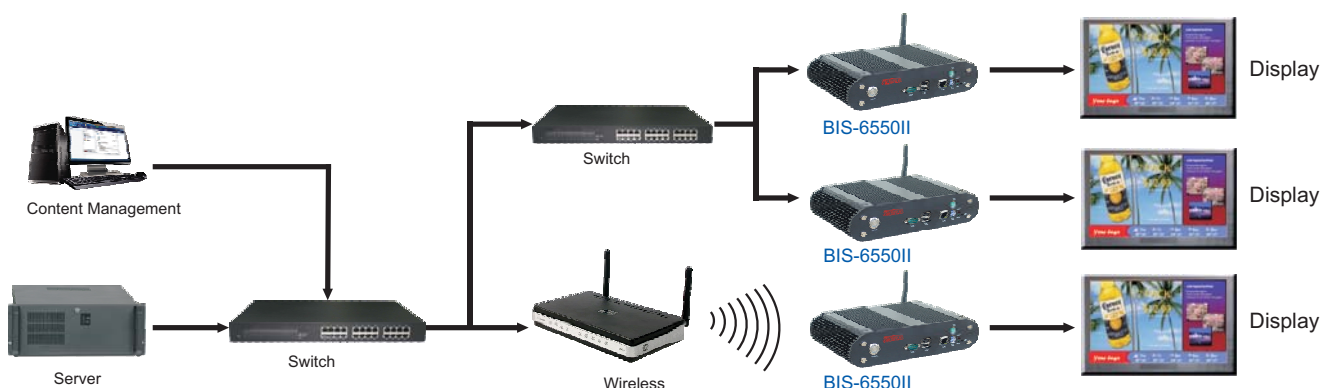 Display
BIS-6550II
Switch
Content Management
Display
BIS-6550II
Display
Switch
Server
Wireless
BIS-6550II